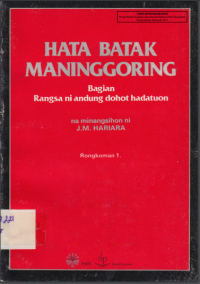 HATA BATAK
MANINGGORING
Bagian
Rangsa ni andung dohot hadatuon
na minangsihon ni
J.M. HARIARA
Rongkoman 1.